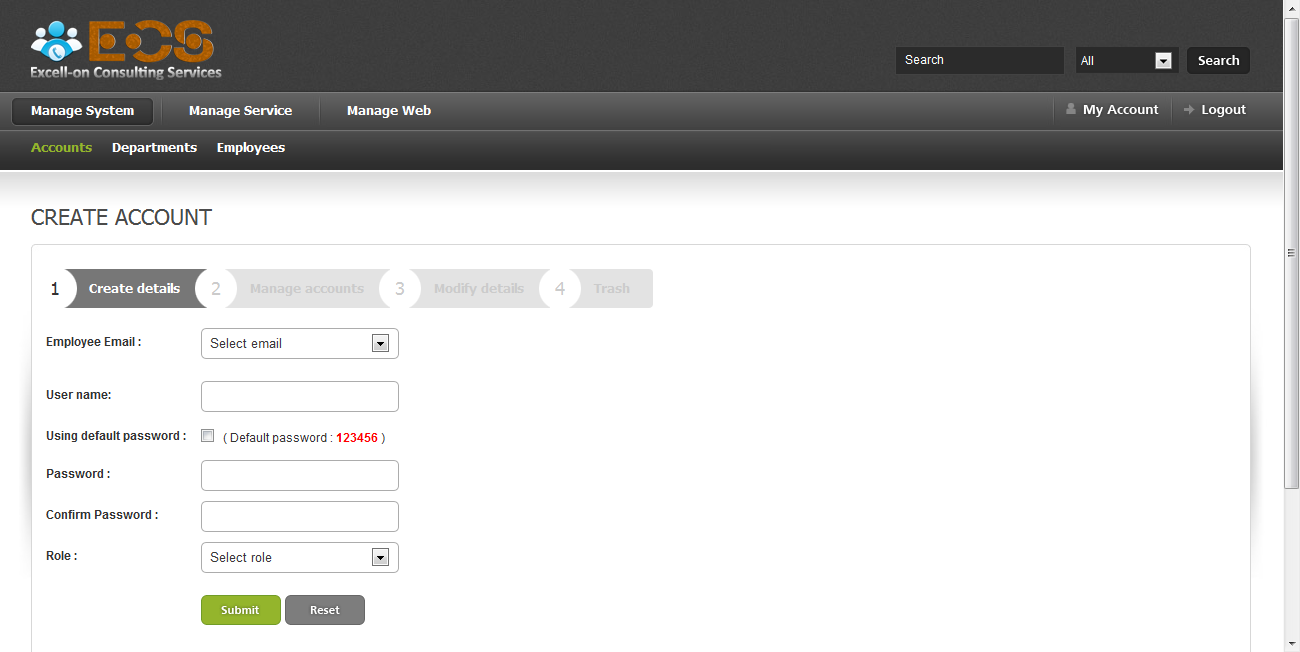 ECS
Excell-on Consulting Services
Search All Search
Manage System Manage Service Manage Web My Account Logout
Accounts Departments Employees
CREATE ACCOUNT
1 Create details 2 Manage accounts 3 Modify details 4 Trash
Employee Email : Select email
User name:
Using default password : ( Default password : 123456 )
Password :
Confirm Password :
Role : Select role
Submit Reset